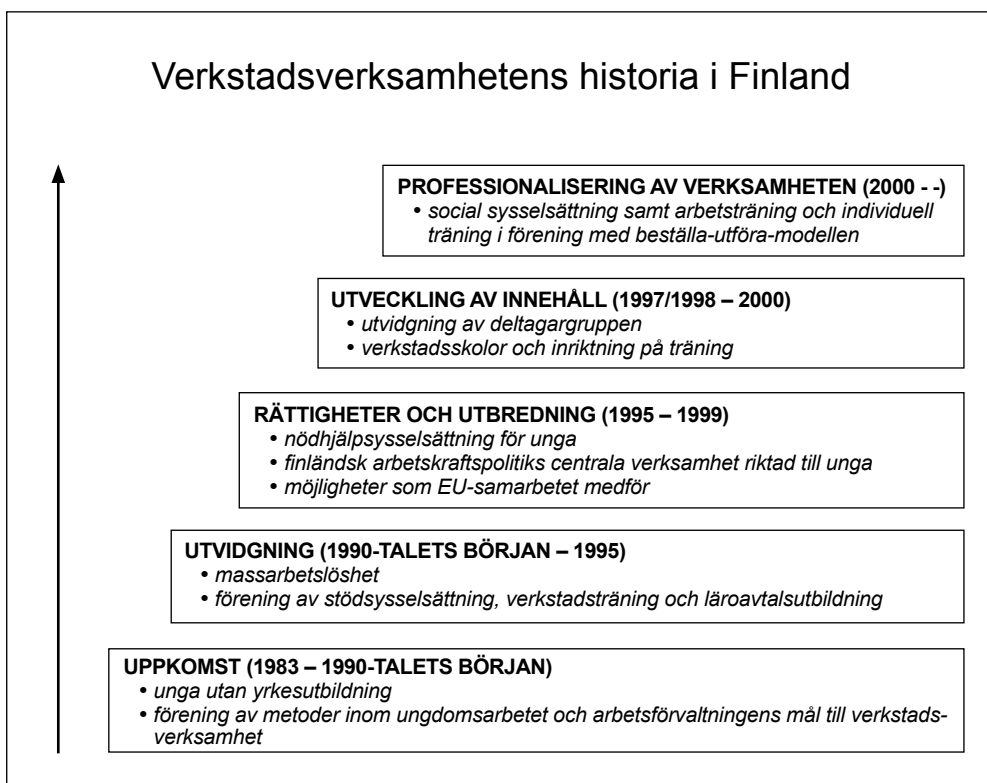 Verkstadsverksamhetens historia i Finland
PROFESSIONALISERING AV VERKSAMHETEN (2000 - -)
• social sysselsättning samt arbetsträning och individuell
träning i förening med beställa-utföra-modellen
UTVECKLING AV INNEHÅLL (1997/1998 – 2000)
• utvidgning av deltagargruppen
• verkstadsskolor och inriktning på träning
RÄTTIGHETER OCH UTBREDNING (1995 – 1999)
• nödhjälpsysselsättning för unga
• finländsk arbetskraftspolitiks centrala verksamhet riktad till unga
• möjligheter som EU-samarbetet medför
UTVIDGNING (1990-TALETS BÖRJAN – 1995)
• massarbetslöshet
• förening av stödsysselsättning, verkstadsträning och läroavtalsutbildning
UPPKOMST (1983 – 1990-TALETS BÖRJAN)
• unga utan yrkesutbildning
• förening av metoder inom ungdomsarbetet och arbetsförvaltningens mål till verkstads-
verksamhet